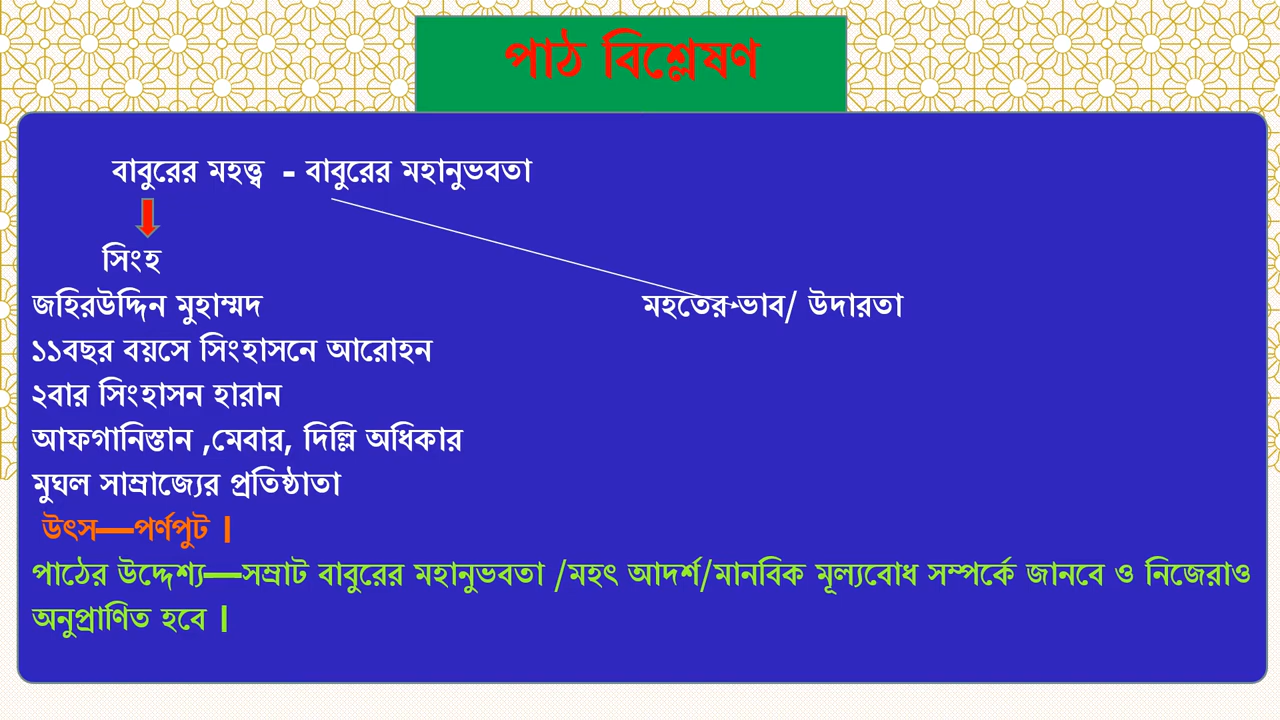 পাঠ বিশ্লেষণ
বাবুরের মহত্ত্ব - বাবুরের মহানুভবতা
সিংহ
জহিরউদ্দিন মুহাম্মদ মহতের ভাব/ উদারতা
১১বছর বয়সে সিংহাসনে আরোহন
২বার সিংহাসন হারান
আফগানিস্তান ,মেবার, দিল্লি অধিকার
মুঘল সাম্রাজ্যের প্রতিষ্ঠাতা
উৎস—পর্ণপুট ।
পাঠের উদ্দেশ্য—সম্রাট বাবুরের মহানুভবতা /মহৎ আদর্শ/মানবিক মূল্যবোধ সম্পর্কে জানবে ও নিজেরাও
অনুপ্রাণিত হবে ।